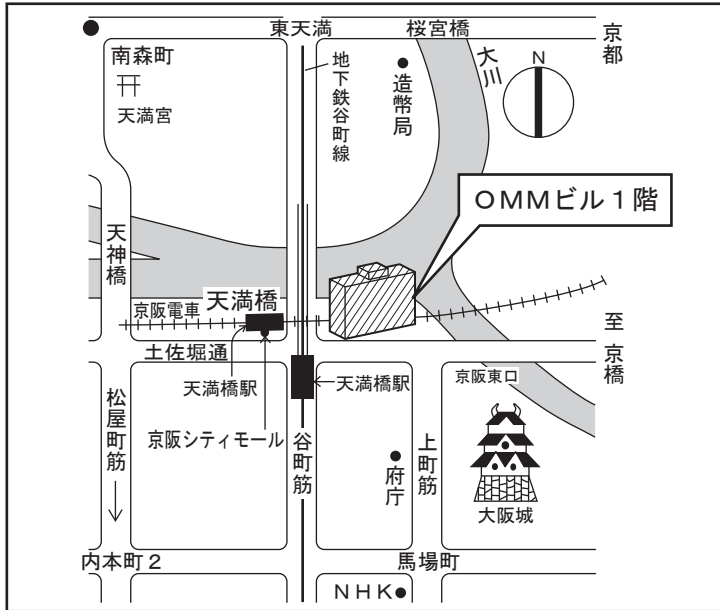 東天満
桜宮橋
京都
南森町
天満宮
地下鉄谷町線
造幣局
大川
N
OMMビル1階
天神橋
京阪電車
天満橋
土佐堀通
至京橋
天満橋駅
天満橋駅
京阪東口
松屋町筋
京阪シティモール
谷町筋
府庁
上町筋
大阪城
内本町2
馬場町
NHK